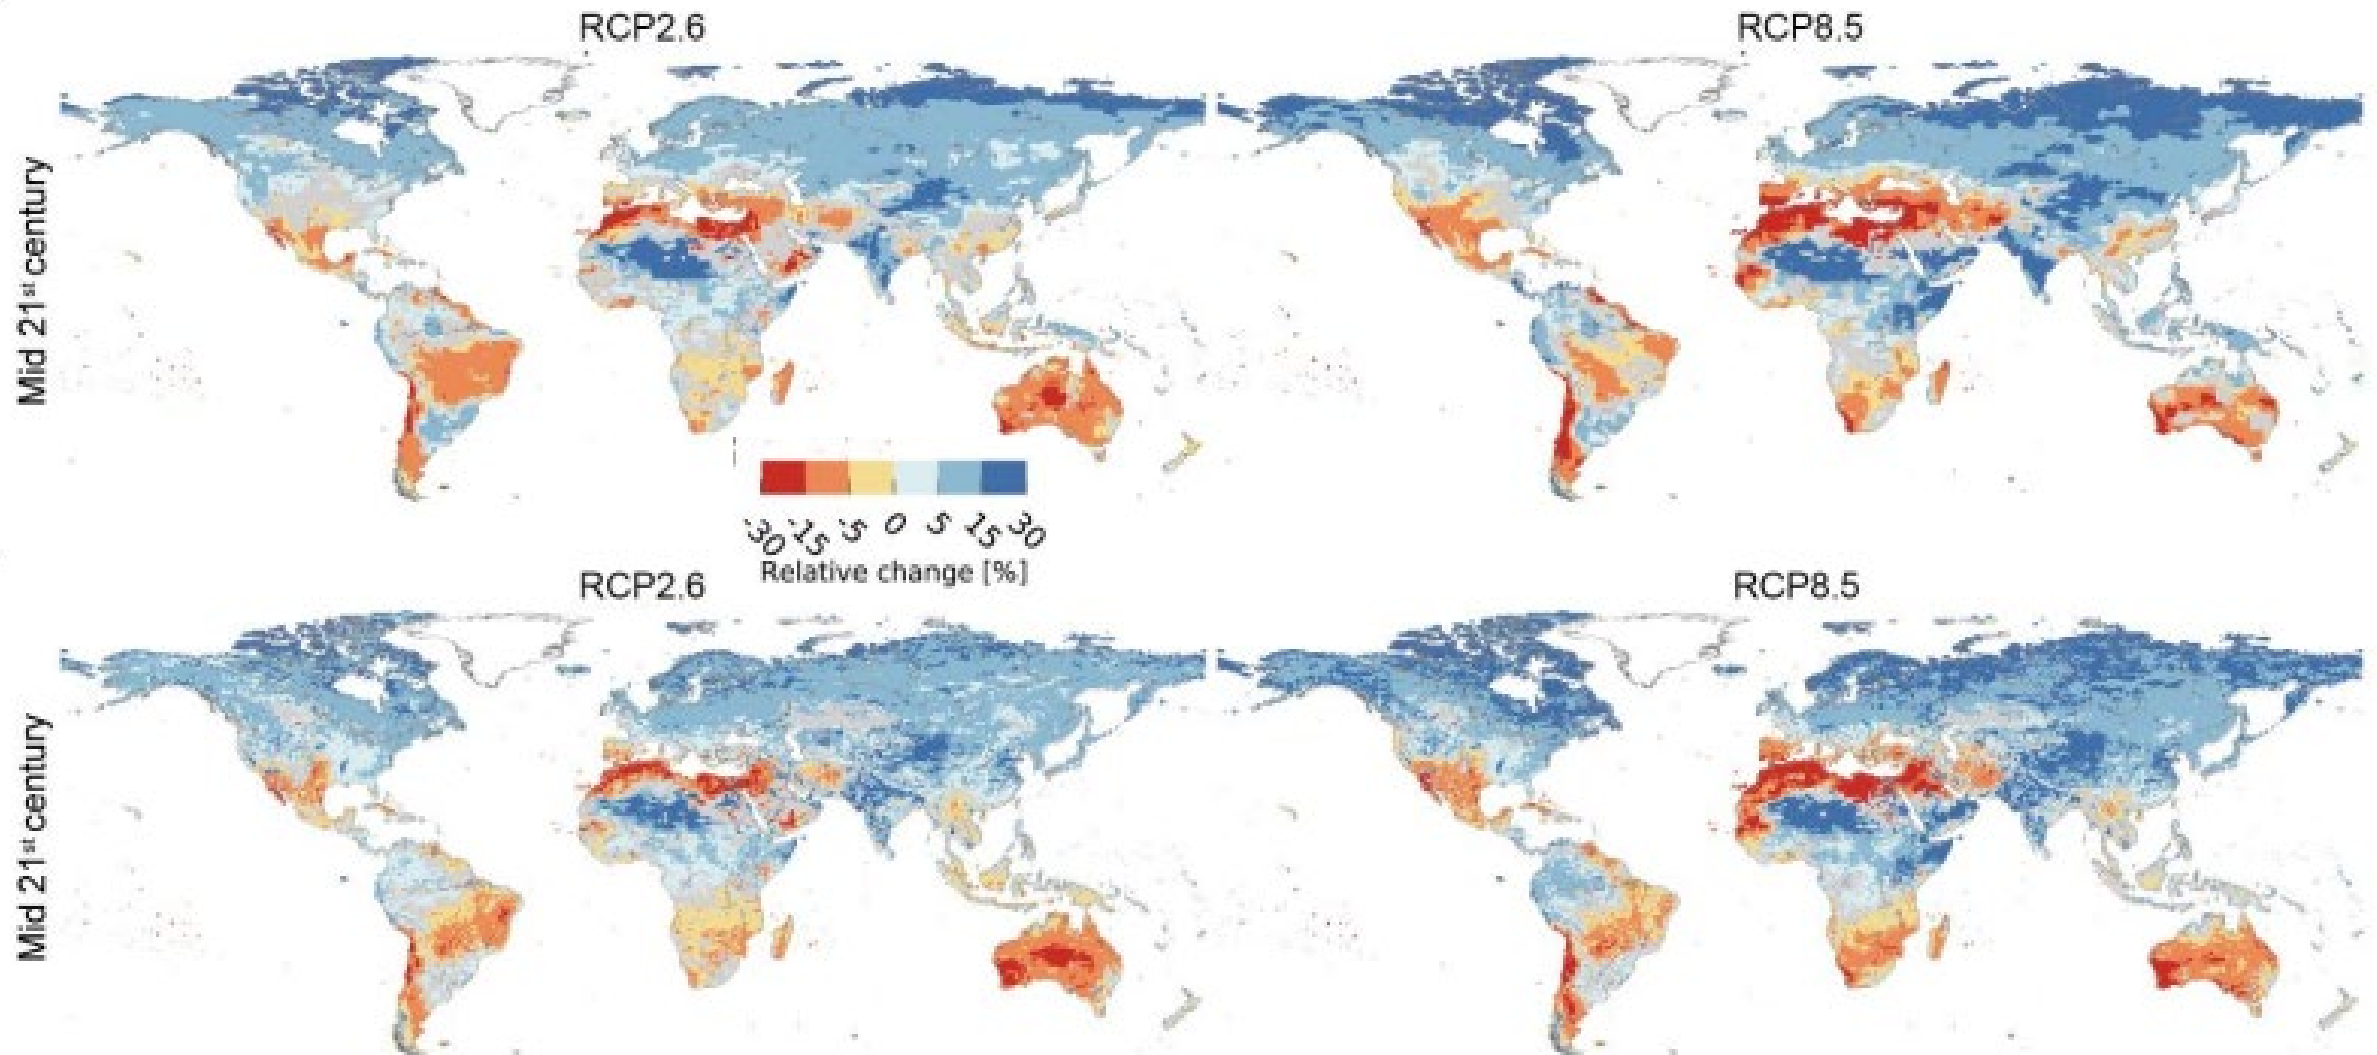 RCP2.6
RCP8.5
Mid 21st century
-30 -15 -5 0 5 15 30
Relative change [%]
RCP2.6
RCP8.5
Mid 21st century